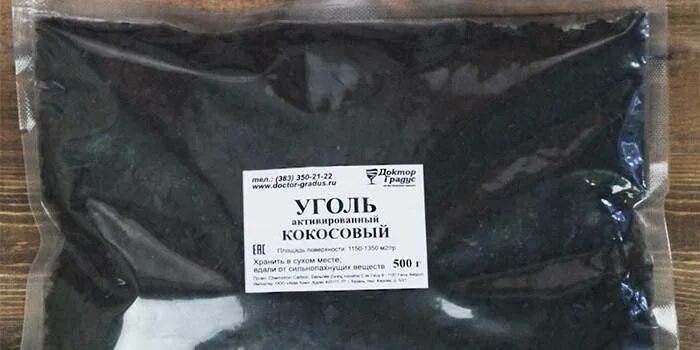 тел.: (383) 350-21-22
www.doctor-gradus.ru
Доктор
Градус
УГОЛЬ
активированный
КОКОСОВЫЙ
EAC
Площадь поверхности: 1150-1350 м2/гр
Хранить в сухом месте,
вдали от сильнопахнущих веществ
500 г